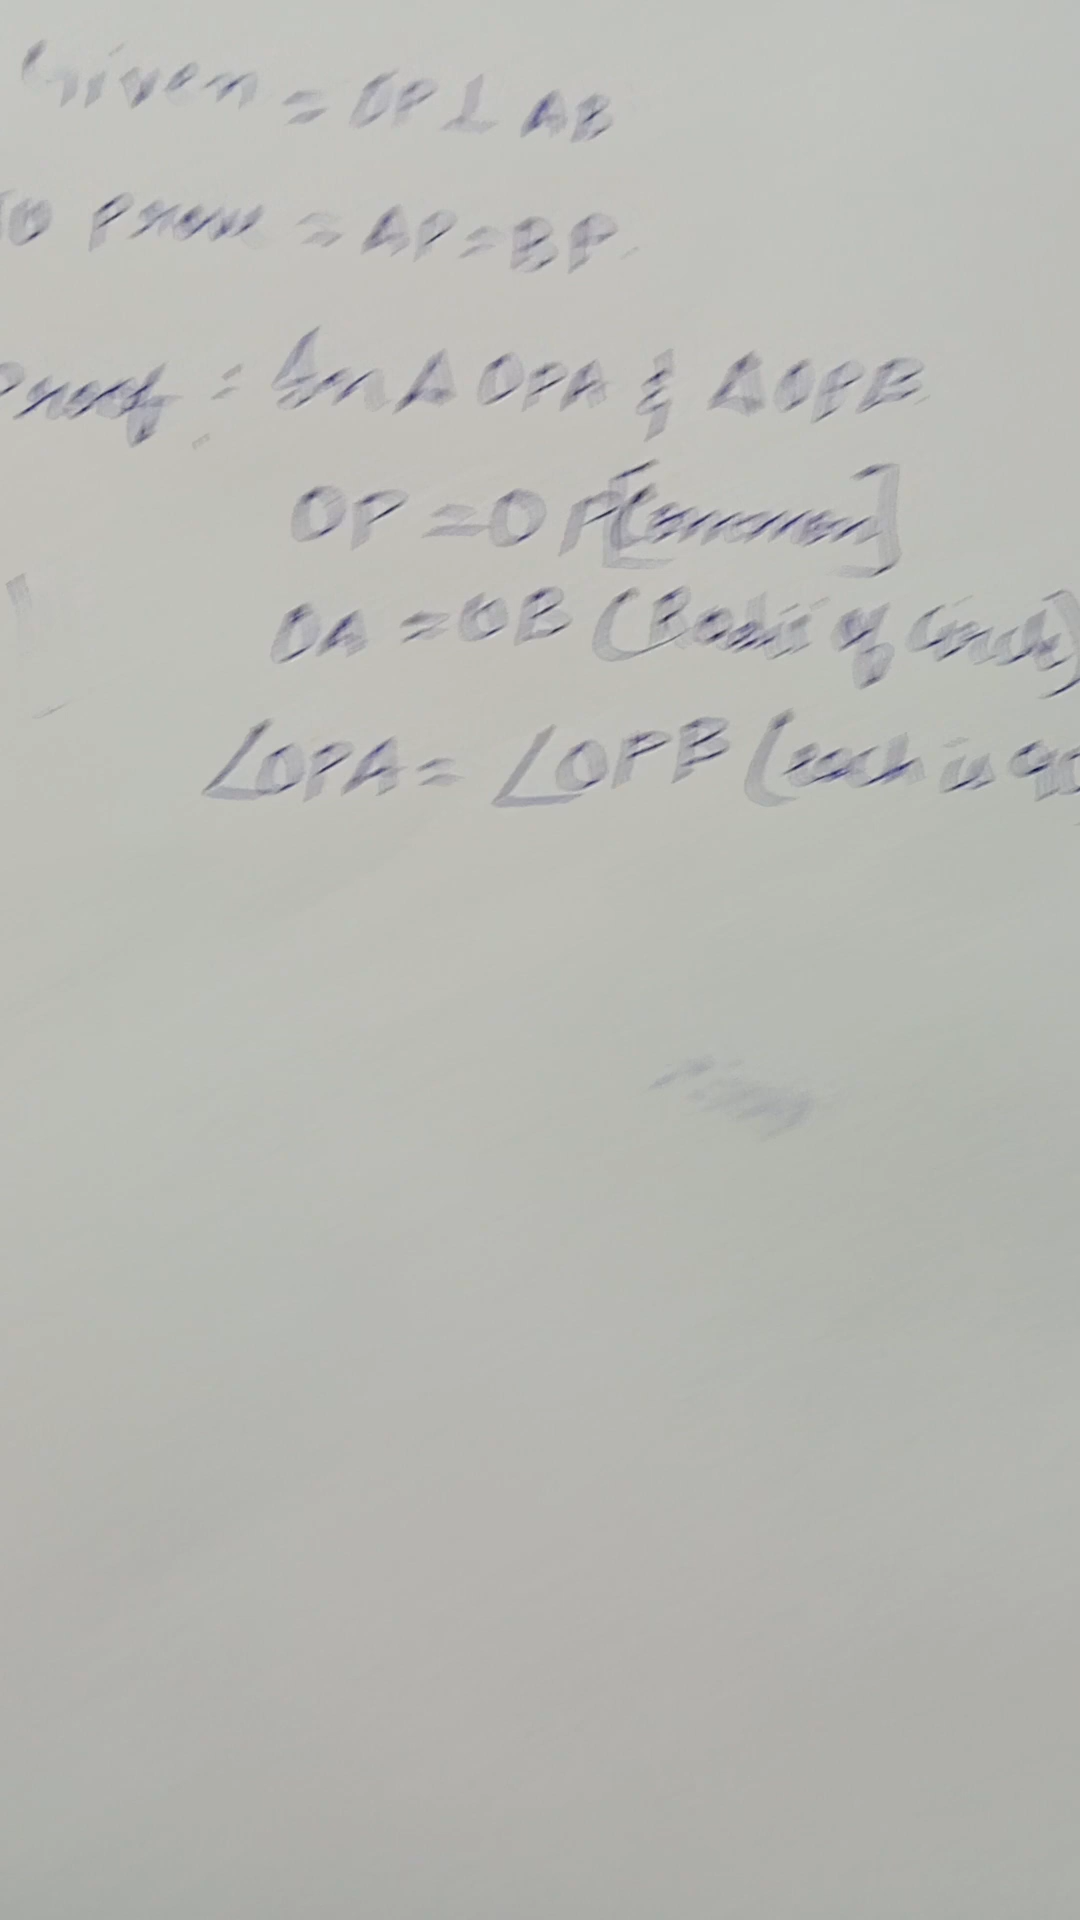 Given = OP ⊥ AB
To prove = AP = BP.
Proof : In Δ OPA & Δ OPB
OP = OP [Common]
OA = OB (Radii of Circle)
∠OPA = ∠OPB (each is 90